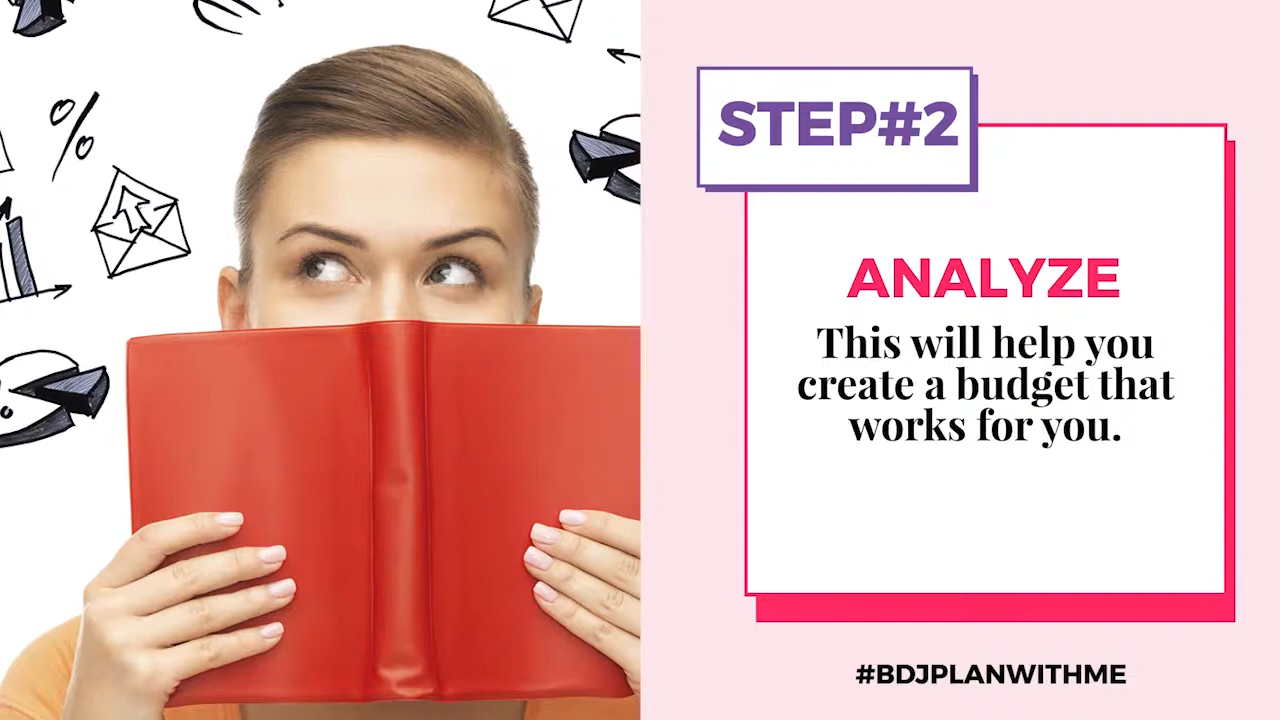 %
STEP#2
ANALYZE
This will help you
create a budget that
works for you.
#BDJPLANWITHME